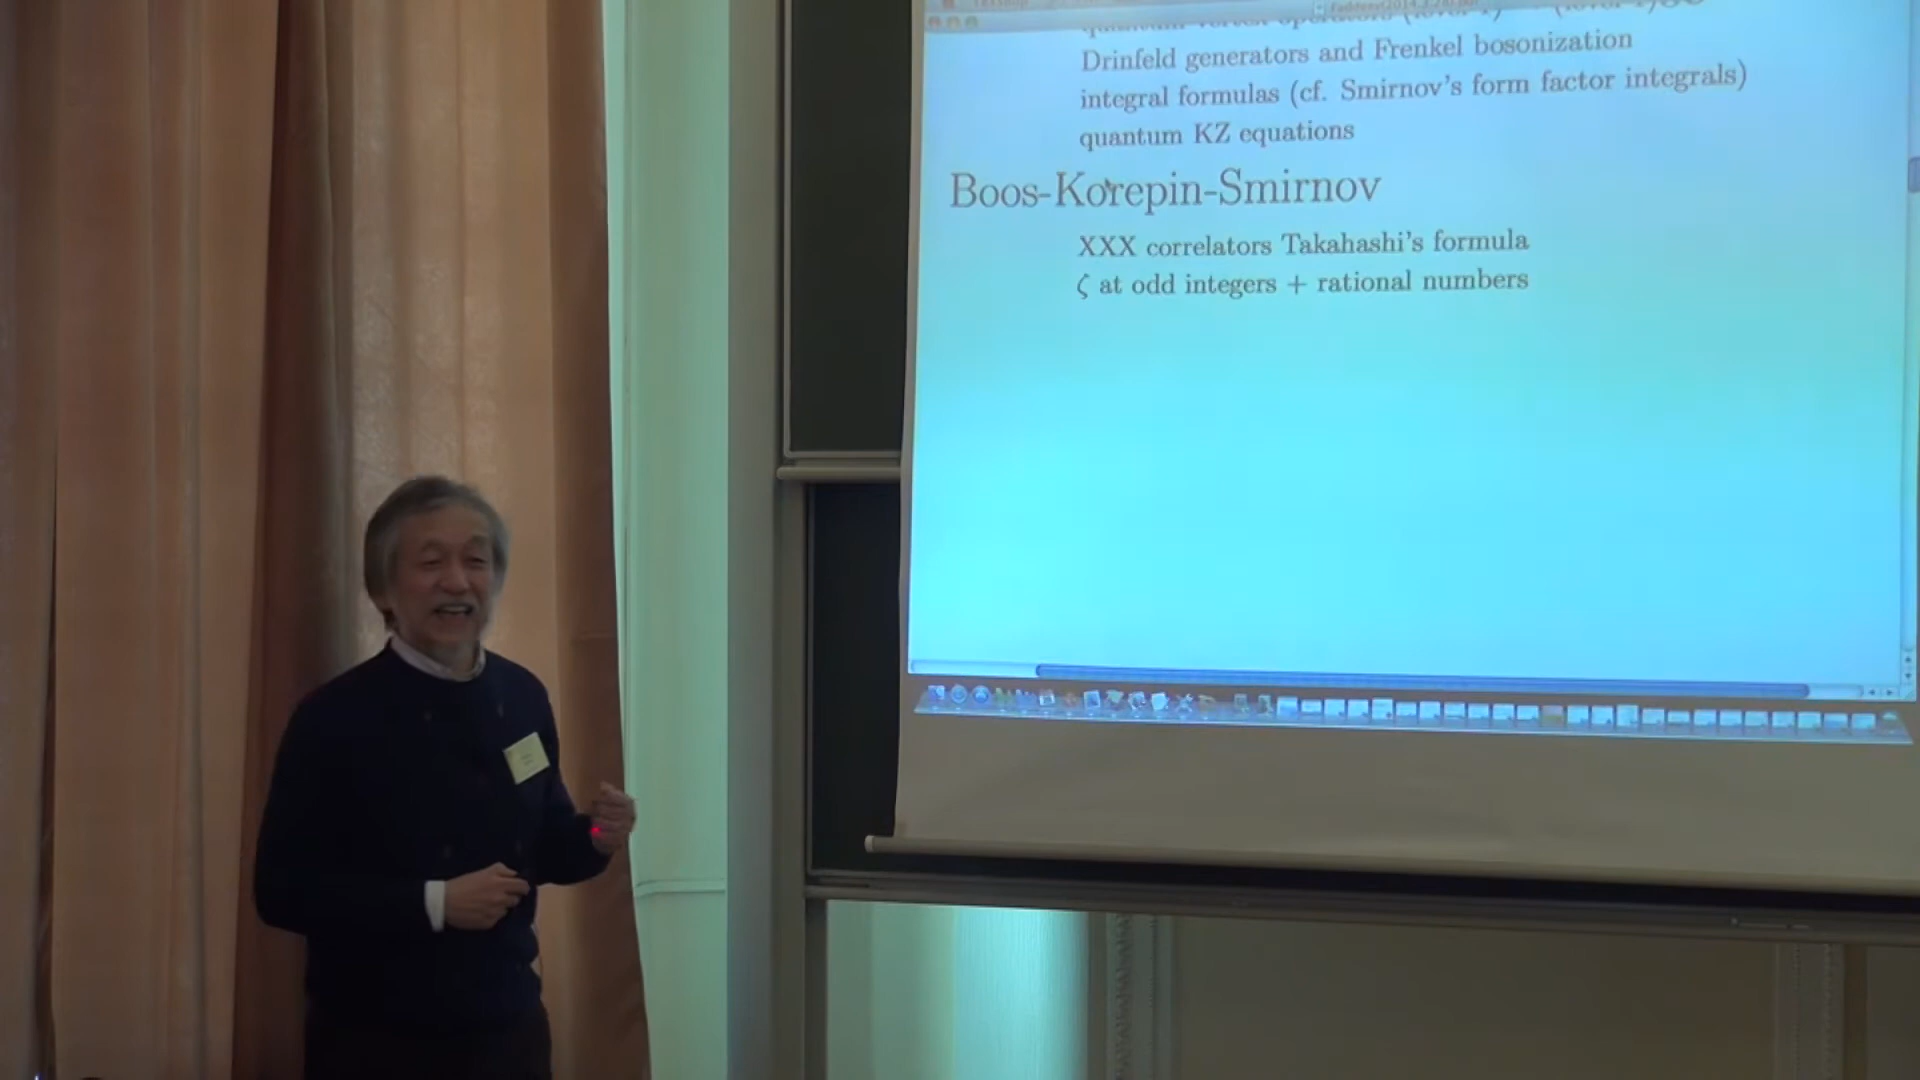 Drinfeld generators and Frenkel bosonization
integral formulas (cf. Smirnov's form factor integrals)
quantum KZ equations
Boos-Korepin-Smirnov
XXX correlators Takahashi's formula
ζ at odd integers + rational numbers